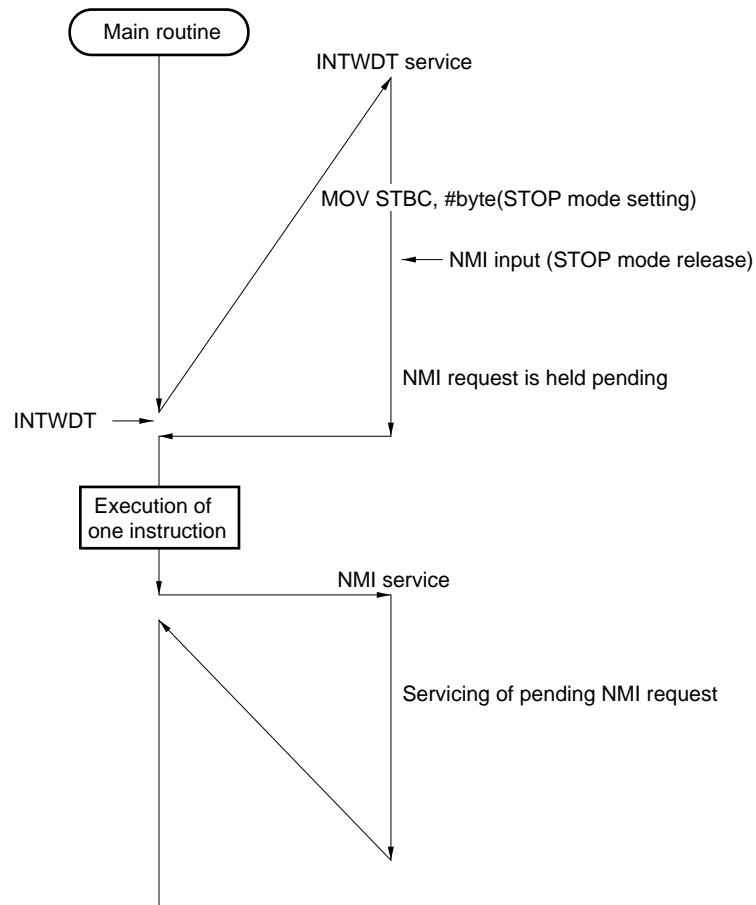 Main routine
INTWDT service
MOV STBC, #byte(STOP mode setting)
NMI input (STOP mode release)
NMI request is held pending
INTWDT
Execution of
one instruction
NMI service
Servicing of pending NMI request